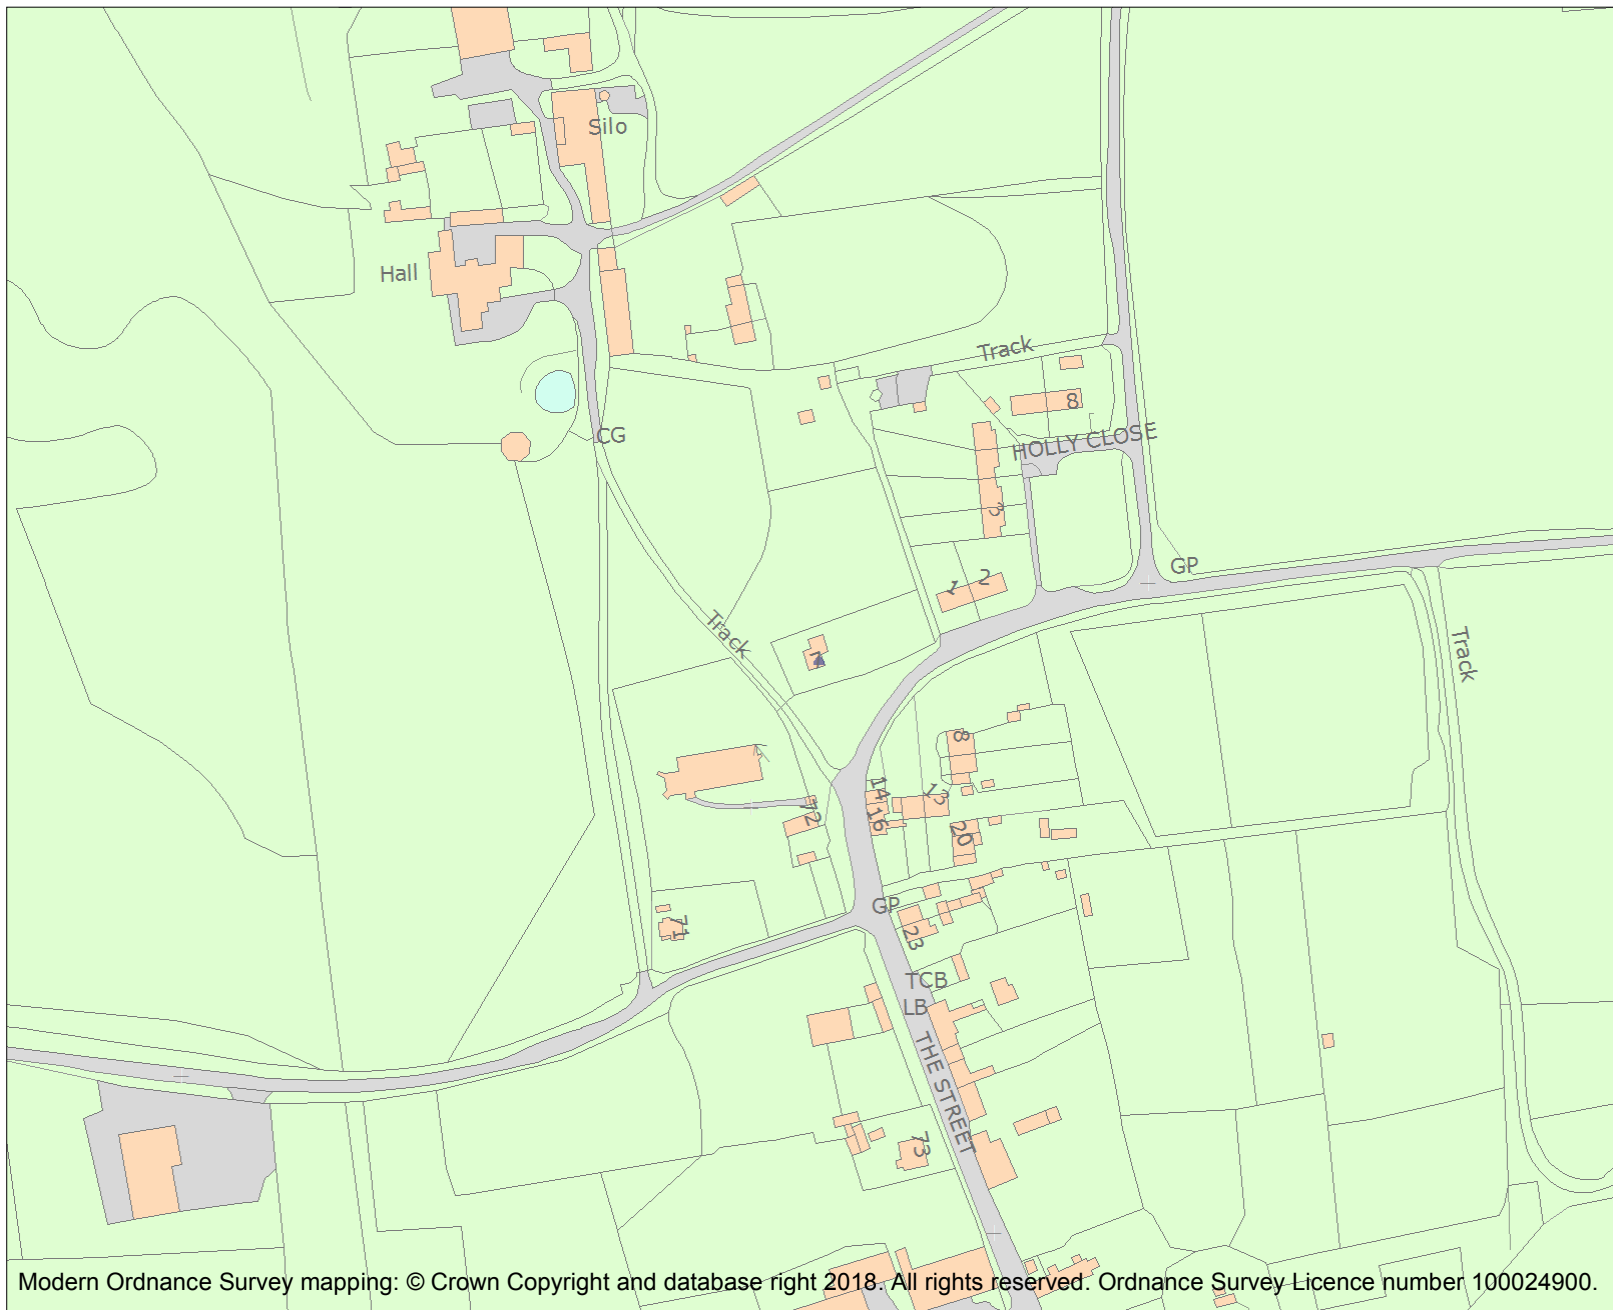 Silo
Hall
Track
8
HOLLY CLOSE
CG
3
GP
2
1
Track
Track
8
14
13
72
16
20
GP
71
23
TCB
LB
THE STREET
73
Modern Ordnance Survey mapping: © Crown Copyright and database right 2018. All rights reserved. Ordnance Survey Licence number 100024900.